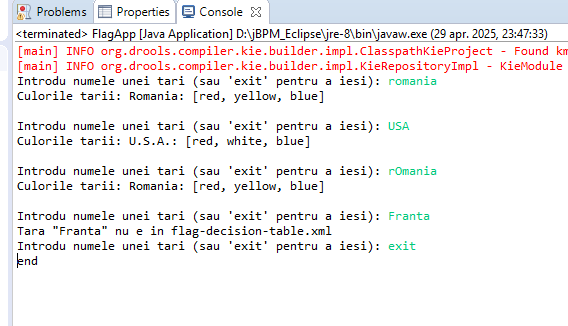 Problems Properties Console
<terminated> FlagApp [Java Application] D:\jBPM_Eclipse\jre-8\bin\javaw.exe (29 apr. 2025, 23:47:33)
[main] INFO org.drools.compiler.kie.builder.impl.ClasspathKieProject - Found km
[main] INFO org.drools.compiler.kie.builder.impl.KieRepositoryImpl - KieModule
Introdu numele unei tari (sau 'exit' pentru a iesi): romania
Culorile tarii: Romania: [red, yellow, blue]
Introdu numele unei tari (sau 'exit' pentru a iesi): USA
Culorile tarii: U.S.A.: [red, white, blue]
Introdu numele unei tari (sau 'exit' pentru a iesi): rOmania
Culorile tarii: Romania: [red, yellow, blue]
Introdu numele unei tari (sau 'exit' pentru a iesi): Franta
Tara "Franta" nu e in flag-decision-table.xml
Introdu numele unei tari (sau 'exit' pentru a iesi): exit
end